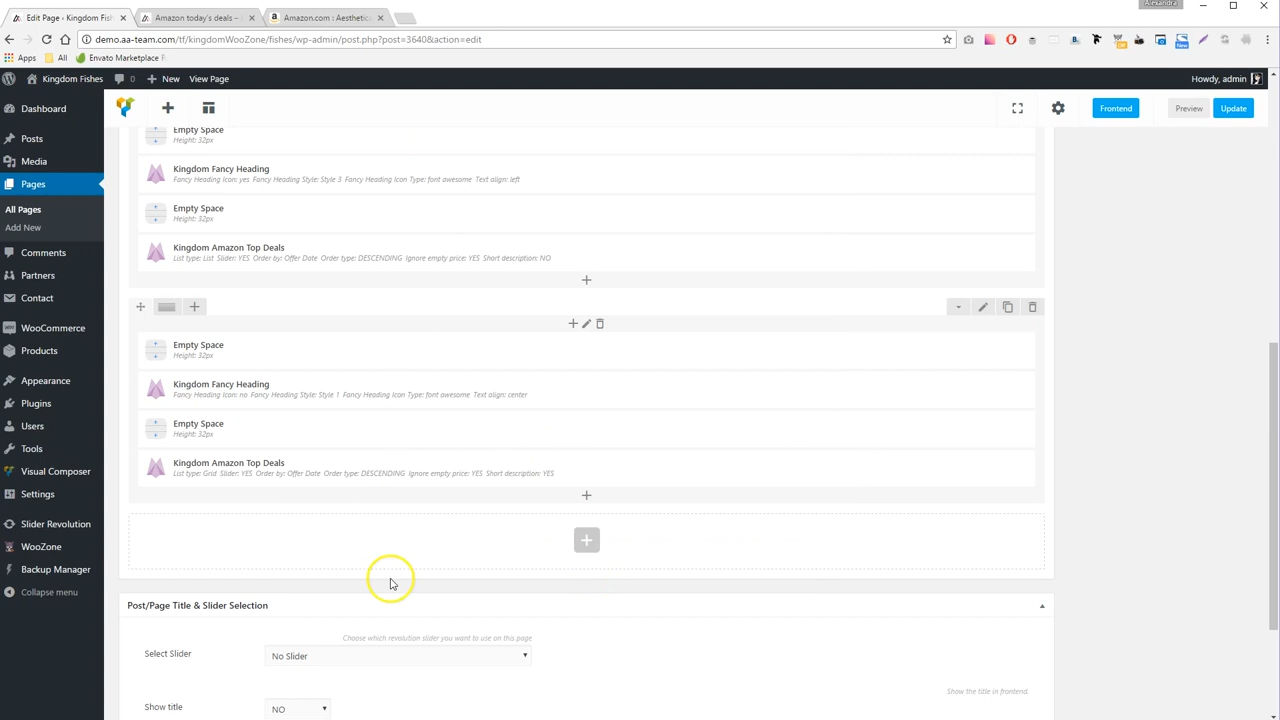 Alexandra
Edit Page ‹ Kingdom Fis
Amazon today's deals –
Amazon.com : Aesthetica
demo.aa-team.com/tf/kingdomWooZone/fishes/wp-admin/post.php?post=3640&action=edit
Apps
All
Envato Marketplace
Kingdom Fishes
New
View Page
Howdy, admin
Dashboard
Posts
Media
Pages
All Pages
Add New
Comments
Partners
Contact
WooCommerce
Products
Appearance
Plugins
Users
Tools
Visual Composer
Settings
Slider Revolution
WooZone
Backup Manager
Collapse menu
Frontend
Preview
Update
Empty Space
Height: 32px
Kingdom Fancy Heading
Fancy Heading Icon: yes Fancy Heading Style: Style 3 Fancy Heading Icon Type: font awesome Text align: left
Empty Space
Height: 32px
Kingdom Amazon Top Deals
List type: List Slider: YES Order by: Offer Date Order type: DESCENDING Ignore empty price: YES Short description: NO
Empty Space
Height: 32px
Kingdom Fancy Heading
Fancy Heading Icon: no Fancy Heading Style: Style 1 Fancy Heading Icon Type: font awesome Text align: center
Empty Space
Height: 32px
Kingdom Amazon Top Deals
List type: Grid Slider: YES Order by: Offer Date Order type: DESCENDING Ignore empty price: YES Short description: YES
Post/Page Title & Slider Selection
Choose which revolution slider you want to use on this page
Select Slider
No Slider
Show the title in frontend.
Show title
NO